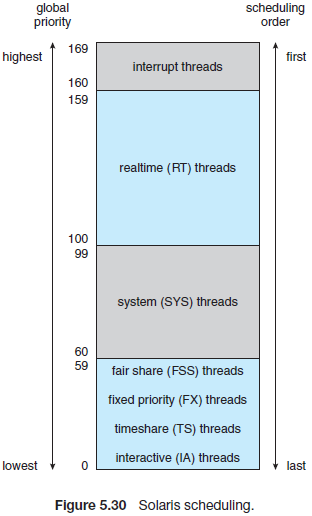 global
priority
scheduling
order
highest
169
first
interrupt threads
160
159
realtime (RT) threads
100
99
system (SYS) threads
60
59
fair share (FSS) threads
fixed priority (FX) threads
timeshare (TS) threads
interactive (IA) threads
lowest
0
last
Figure 5.30 Solaris scheduling.